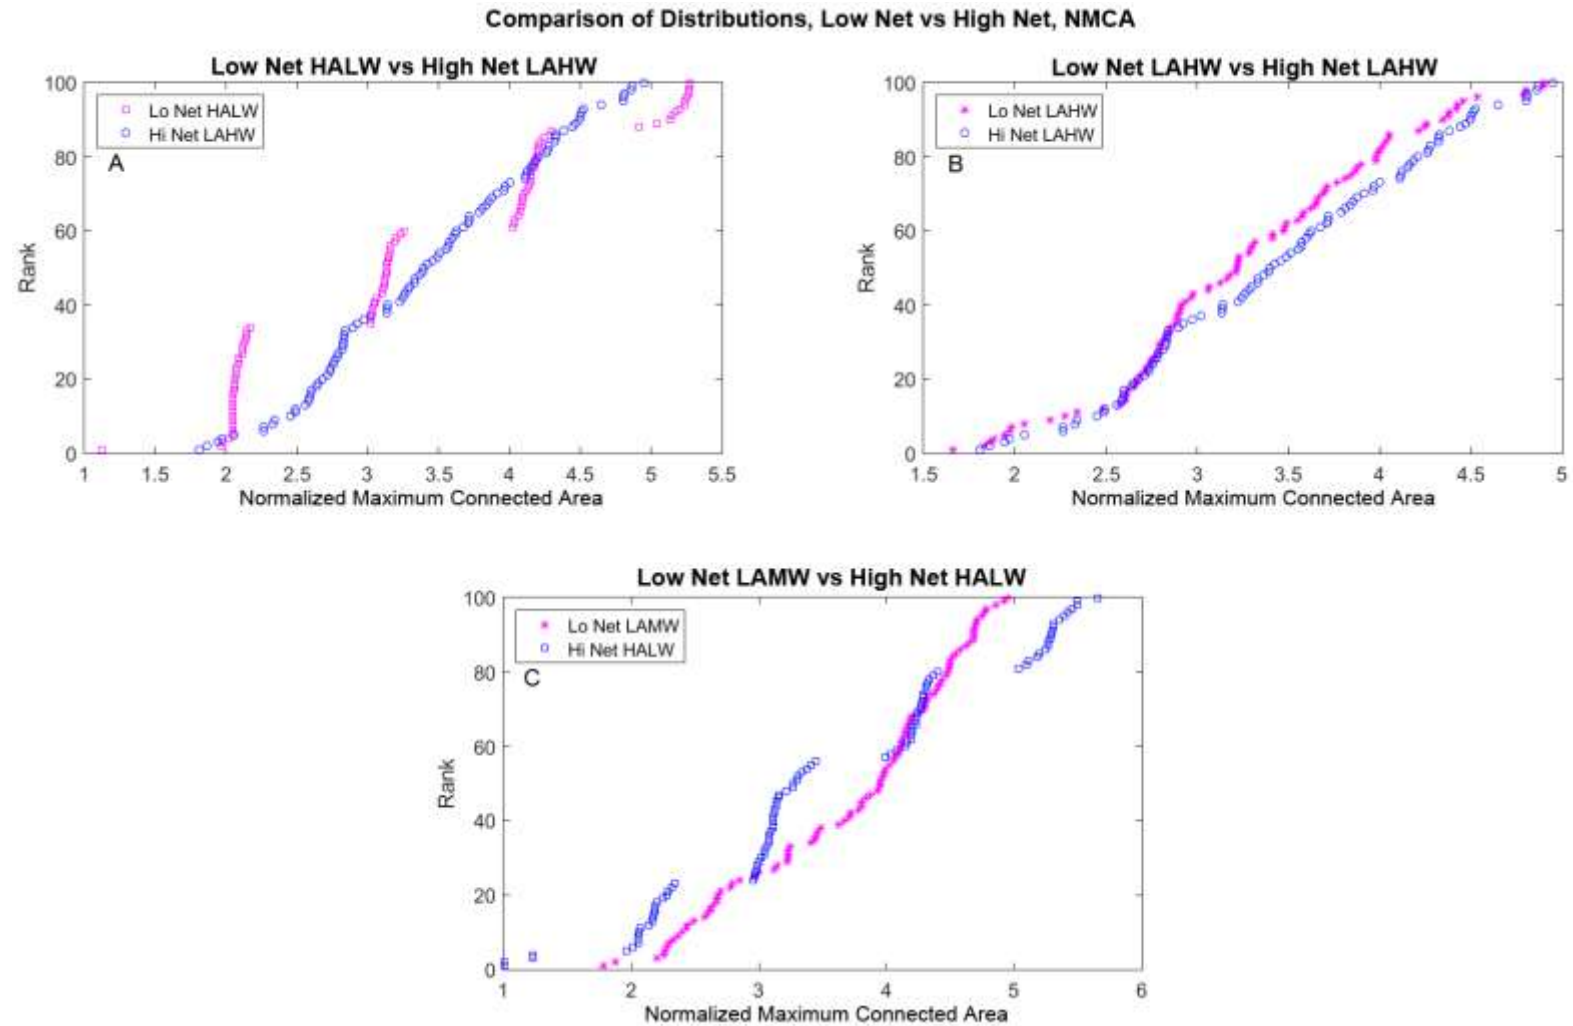 Comparison of Distributions, Low Net vs High Net, NMCA
Low Net HALW vs High Net LAHW
100
80
60
40
20
0
Rank
Lo Net HALW
Hi Net LAHW
A
1 1.5 2 2.5 3 3.5 4 4.5 5 5.5
Normalized Maximum Connected Area
Low Net LAHW vs High Net LAHW
100
80
60
40
20
0
Rank
Lo Net LAHW
Hi Net LAHW
B
1.5 2 2.5 3 3.5 4 4.5 5
Normalized Maximum Connected Area
Low Net LAMW vs High Net HALW
100
80
60
40
20
0
Rank
Lo Net LAMW
Hi Net HALW
C
1 2 3 4 5 6
Normalized Maximum Connected Area